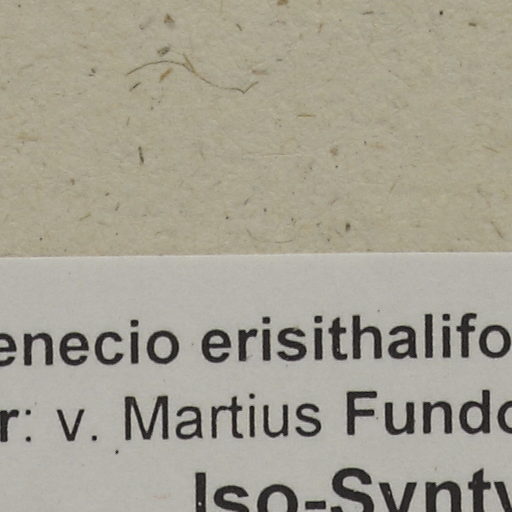 enecio erisithalifo
r: v. Martius Fundo
Iso-Synty